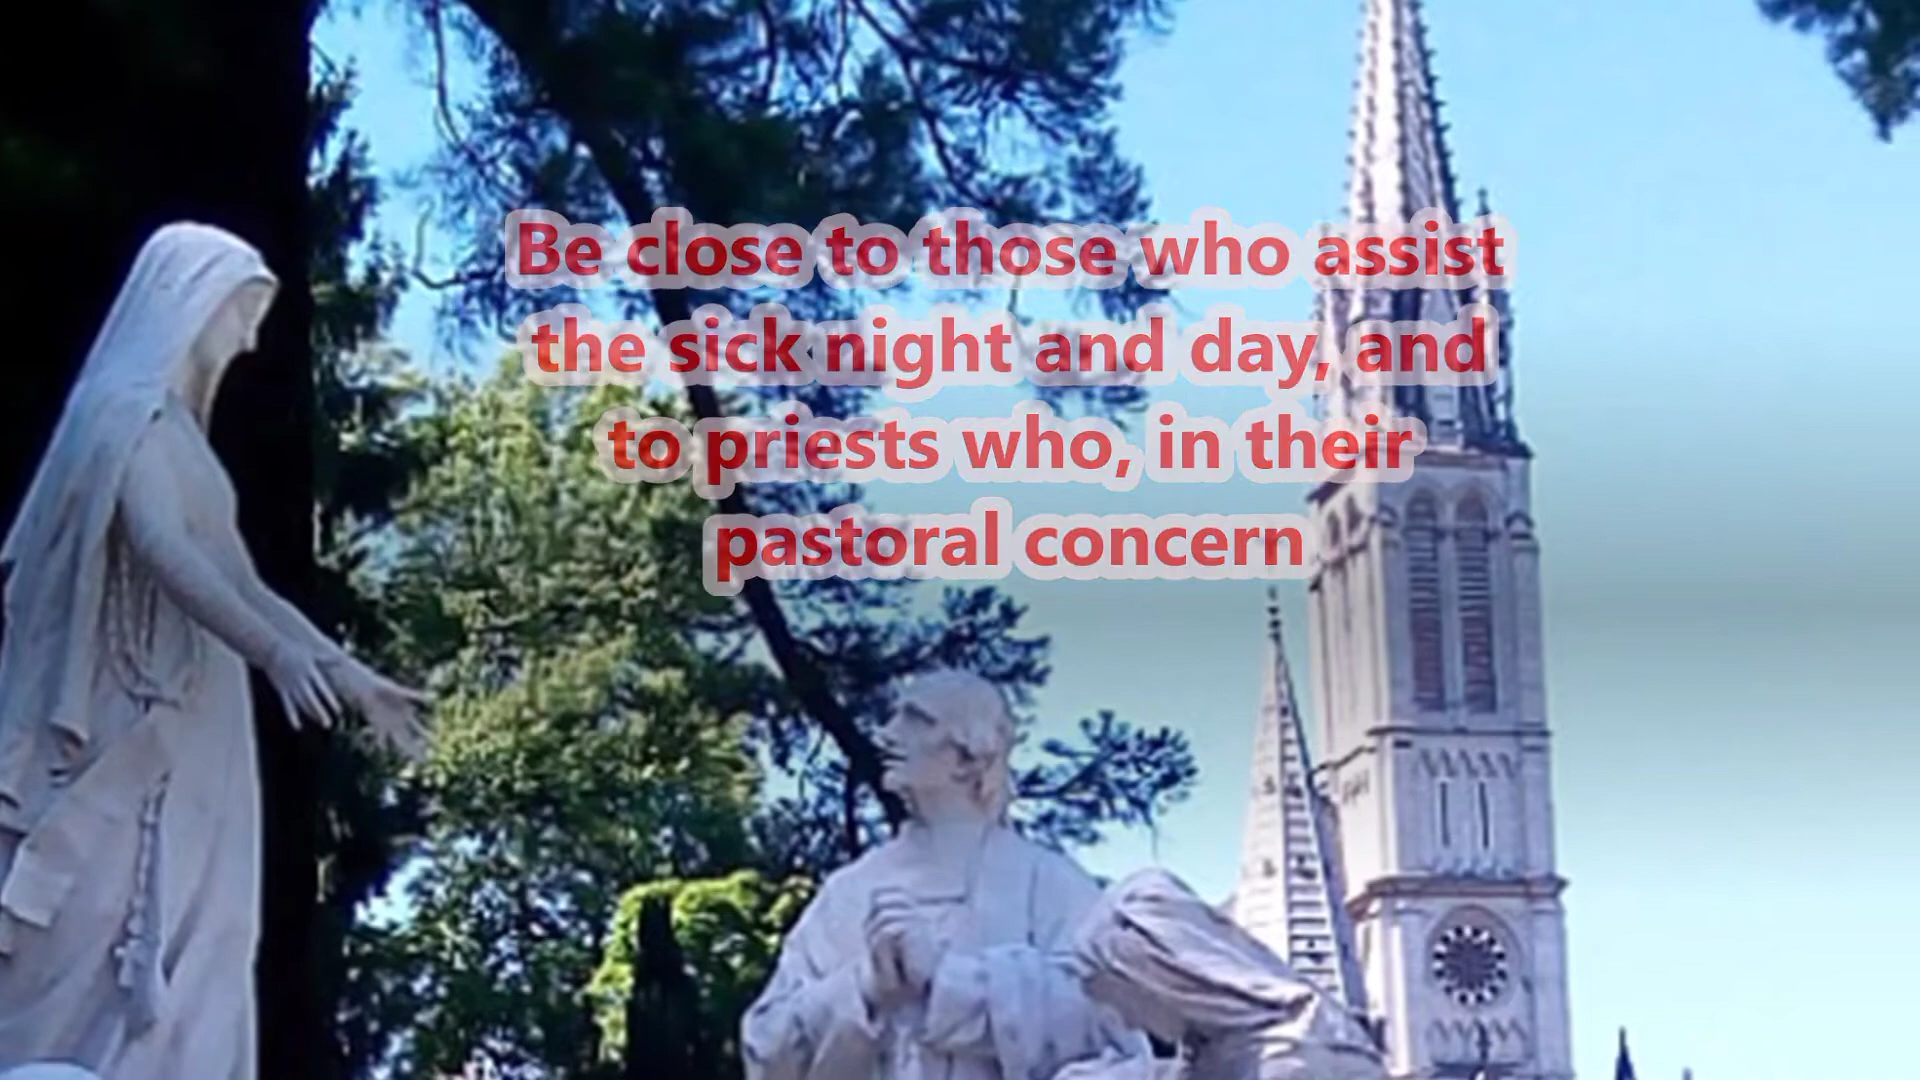 Be close to those who assist
the sick night and day, and
to priests who, in their
pastoral concern